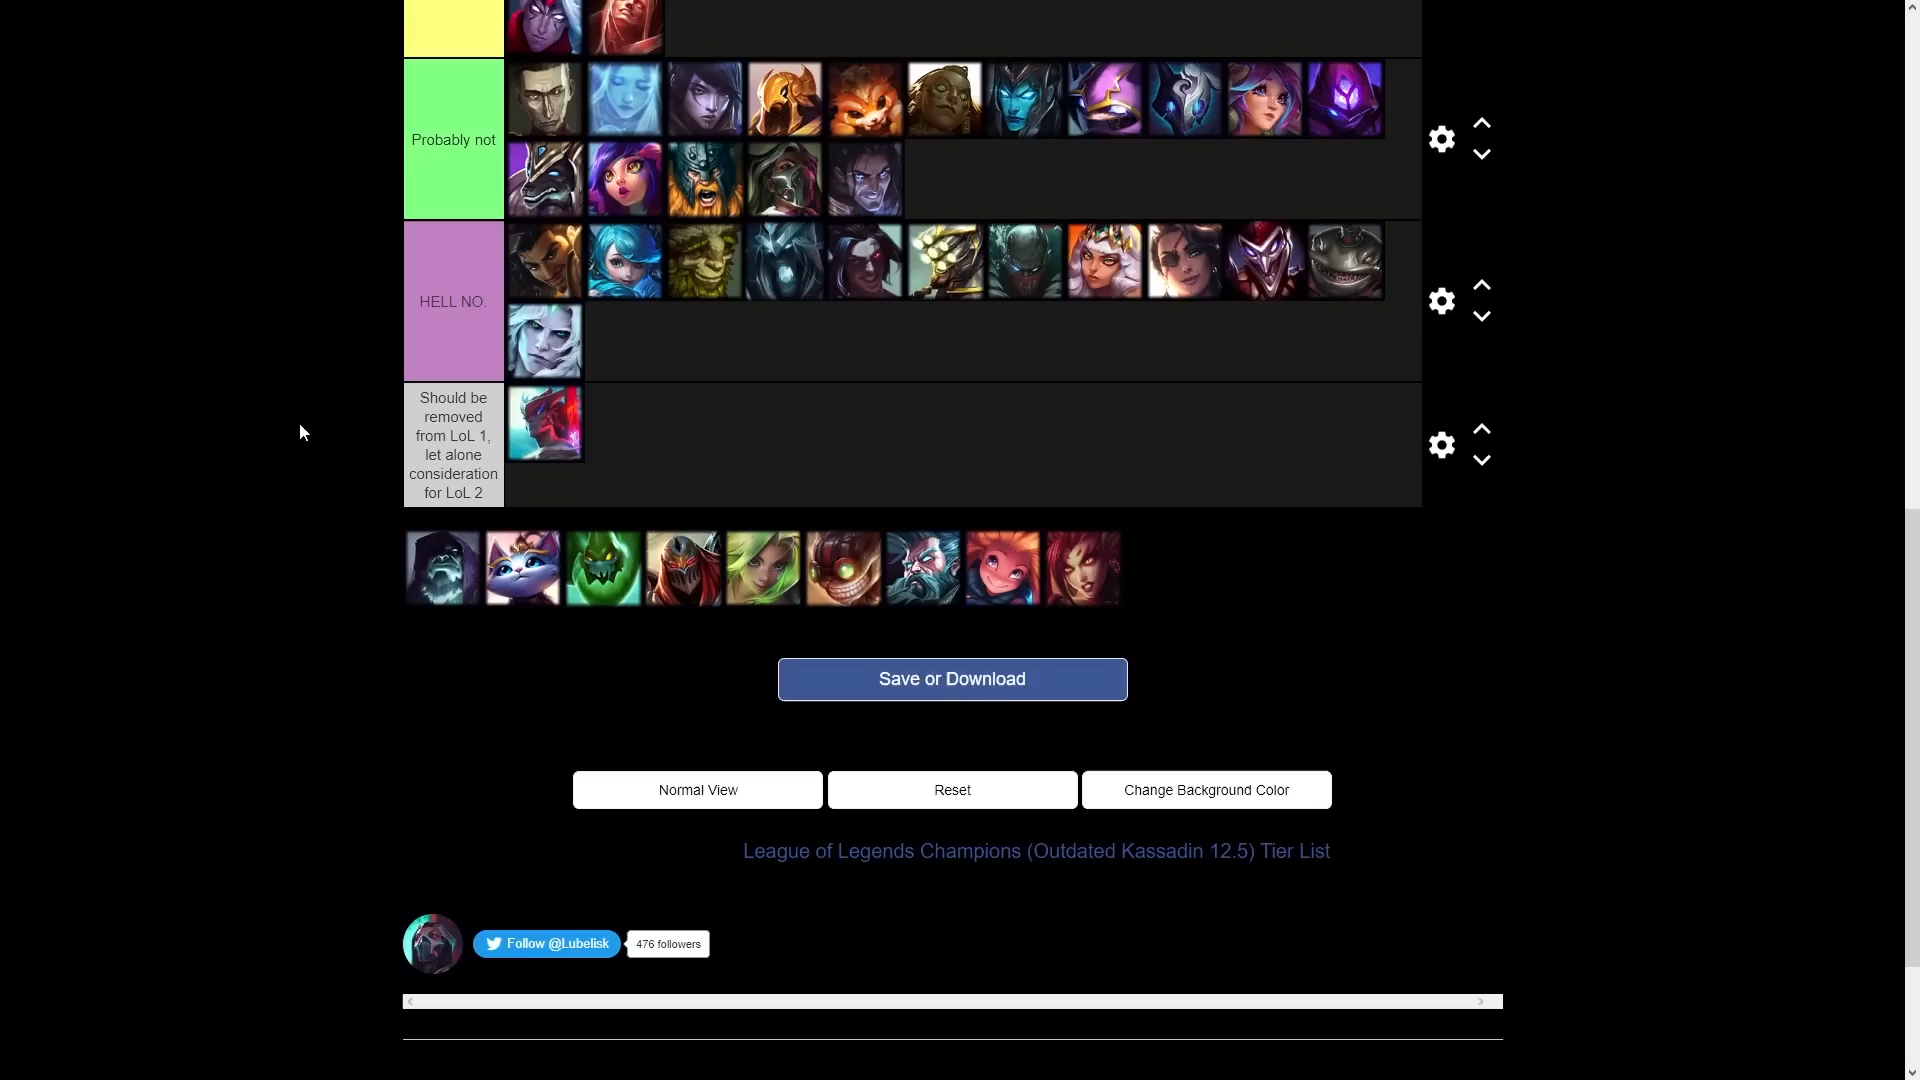 Probably not
HELL NO.
Should be
removed
from LoL 1,
let alone
consideration
for LoL 2
Save or Download
Normal View
Reset
Change Background Color
League of Legends Champions (Outdated Kassadin 12.5) Tier List
Follow @Lubelisk
476 followers